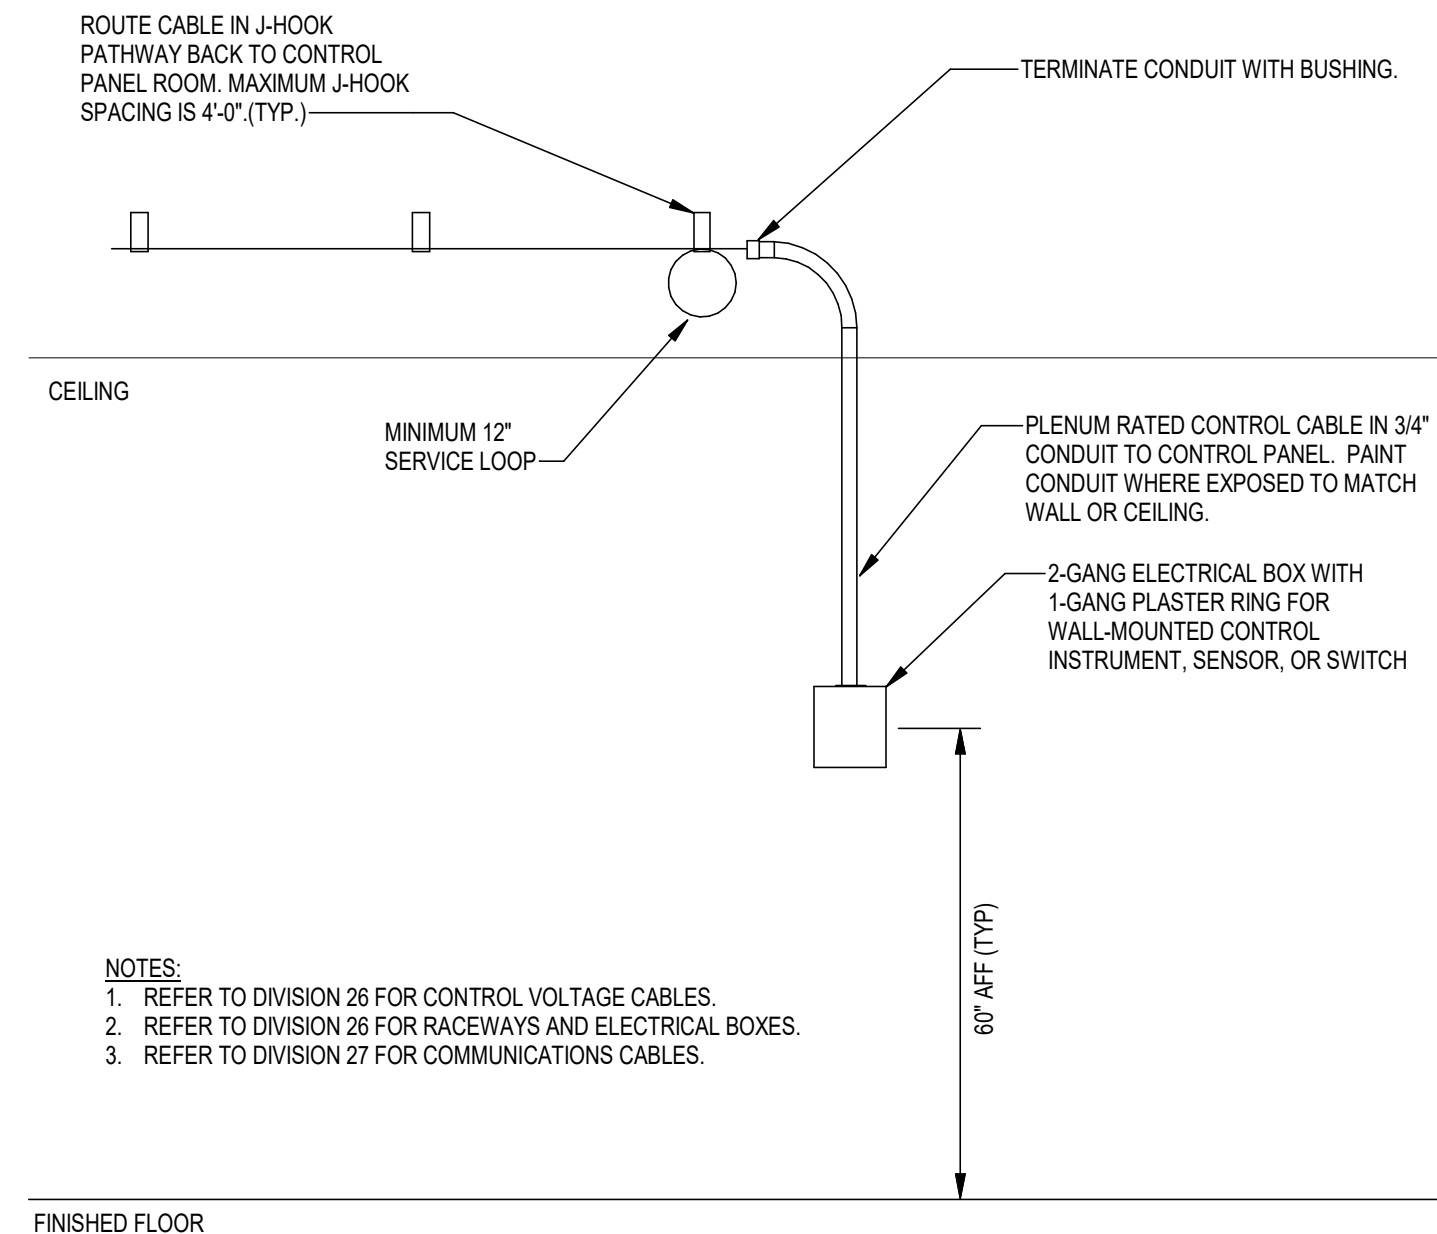 ROUTE CABLE IN J-HOOK
PATHWAY BACK TO CONTROL
PANEL ROOM. MAXIMUM J-HOOK
SPACING IS 4'-0".(TYP.)
TERMINATE CONDUIT WITH BUSHING.
CEILING
MINIMUM 12"
SERVICE LOOP
PLENUM RATED CONTROL CABLE IN 3/4"
CONDUIT TO CONTROL PANEL. PAINT
CONDUIT WHERE EXPOSED TO MATCH
WALL OR CEILING.
2-GANG ELECTRICAL BOX WITH
1-GANG PLASTER RING FOR
WALL-MOUNTED CONTROL
INSTRUMENT, SENSOR, OR SWITCH
60" AFF (TYP)
NOTES:
1. REFER TO DIVISION 26 FOR CONTROL VOLTAGE CABLES.
2. REFER TO DIVISION 26 FOR RACEWAYS AND ELECTRICAL BOXES.
3. REFER TO DIVISION 27 FOR COMMUNICATIONS CABLES.
FINISHED FLOOR